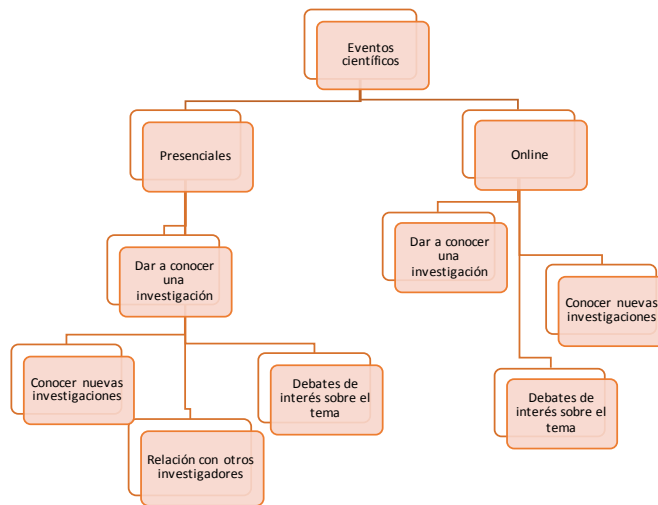 Eventos
científicos
Presenciales
Online
Dar a conocer
una
investigación
Dar a conocer
una
investigación
Conocer nuevas
investigaciones
Conocer nuevas
investigaciones
Debates de
interés sobre el
tema
Debates de
interés sobre el
tema
Relación con otros
investigadores